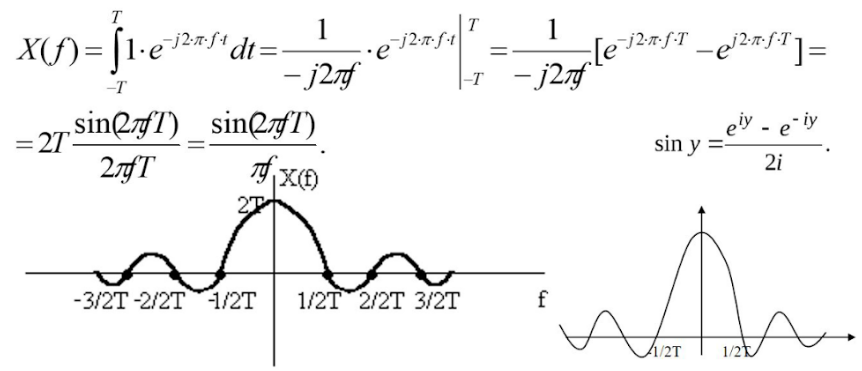 X(f) = ∫_{-T}^{T} 1·e^{-j2·π·f·t} dt = 1/(-j2πf) · e^{-j2·π·f·t} |_{-T}^{T} = 1/(-j2πf) [e^{-j2·π·f·T} - e^{j2·π·f·T}] =
= 2T sin(2πfT)/(2πfT) = sin(2πfT)/(πf).
sin y = (e^{iy} - e^{-iy})/(2i).
X(f)
2T
-3/2T -2/2T -1/2T 1/2T 2/2T 3/2T f
-1/2T 1/2T